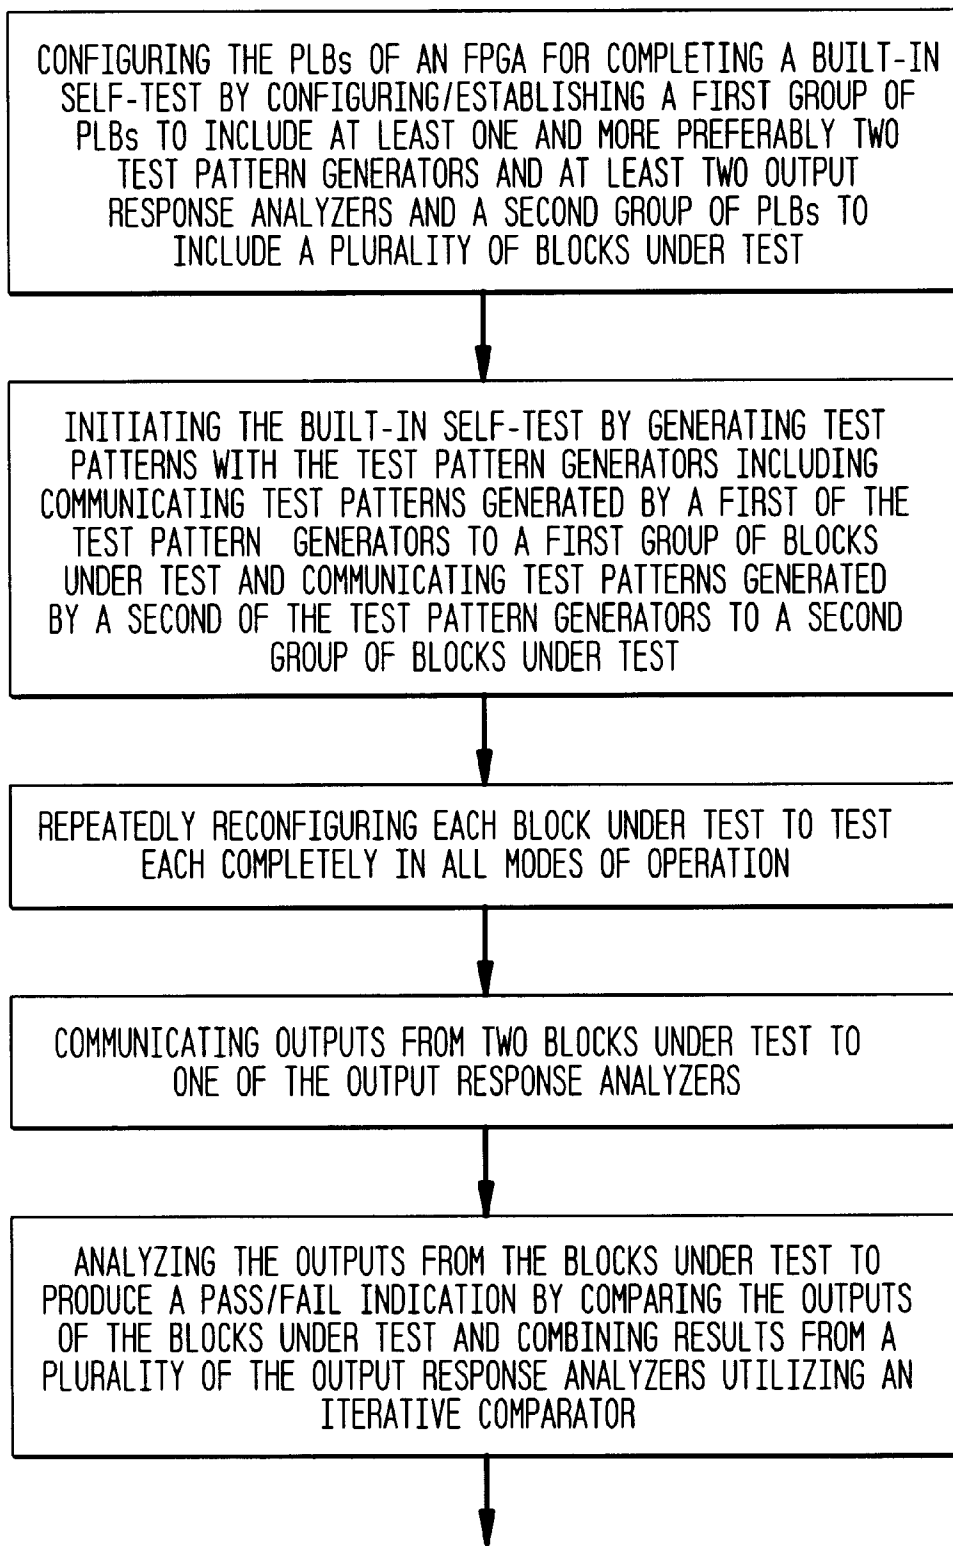 CONFIGURING THE PLBs OF AN FPGA FOR COMPLETING A BUILT-IN
SELF-TEST BY CONFIGURING/ESTABLISHING A FIRST GROUP OF
PLBs TO INCLUDE AT LEAST ONE AND MORE PREFERABLY TWO
TEST PATTERN GENERATORS AND AT LEAST TWO OUTPUT
RESPONSE ANALYZERS AND A SECOND GROUP OF PLBs TO
INCLUDE A PLURALITY OF BLOCKS UNDER TEST
INITIATING THE BUILT-IN SELF-TEST BY GENERATING TEST
PATTERNS WITH THE TEST PATTERN GENERATORS INCLUDING
COMMUNICATING TEST PATTERNS GENERATED BY A FIRST OF THE
TEST PATTERN GENERATORS TO A FIRST GROUP OF BLOCKS
UNDER TEST AND COMMUNICATING TEST PATTERNS GENERATED
BY A SECOND OF THE TEST PATTERN GENERATORS TO A SECOND
GROUP OF BLOCKS UNDER TEST
REPEATEDLY RECONFIGURING EACH BLOCK UNDER TEST TO TEST
EACH COMPLETELY IN ALL MODES OF OPERATION
COMMUNICATING OUTPUTS FROM TWO BLOCKS UNDER TEST TO
ONE OF THE OUTPUT RESPONSE ANALYZERS
ANALYZING THE OUTPUTS FROM THE BLOCKS UNDER TEST TO
PRODUCE A PASS/FAIL INDICATION BY COMPARING THE OUTPUTS
OF THE BLOCKS UNDER TEST AND COMBINING RESULTS FROM A
PLURALITY OF THE OUTPUT RESPONSE ANALYZERS UTILIZING AN
ITERATIVE COMPARATOR